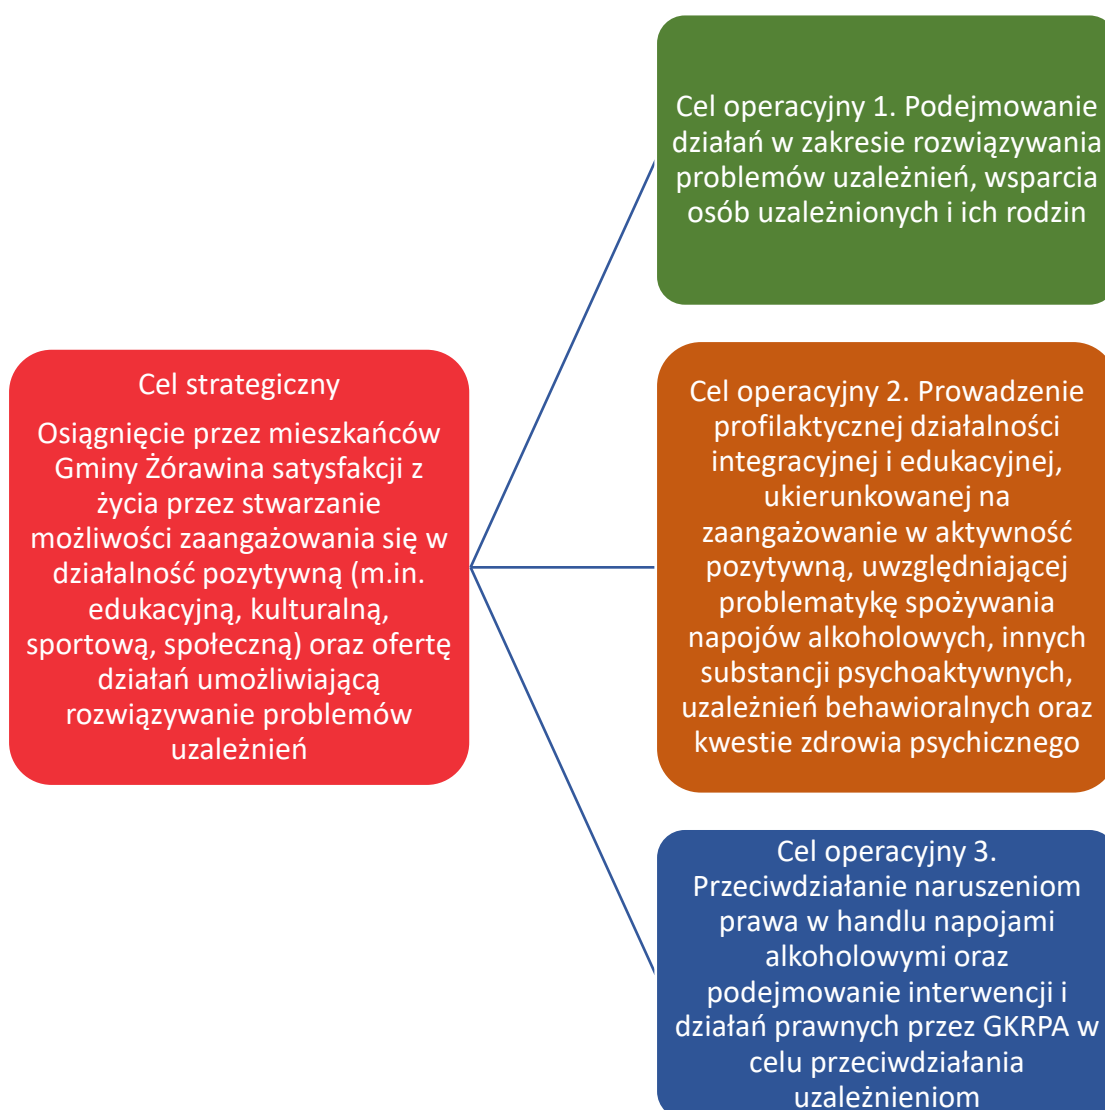 Cel strategiczny
Osiągnięcie przez mieszkańców
Gminy Żórawina satysfakcji z
życia przez stwarzanie
możliwości zaangażowania się w
działalność pozytywną (m.in.
edukacyjną, kulturalną,
sportową, społeczną) oraz ofertę
działań umożliwiającą
rozwiązywanie problemów
uzależnień
Cel operacyjny 1. Podejmowanie
działań w zakresie rozwiązywania
problemów uzależnień, wsparcia
osób uzależnionych i ich rodzin
Cel operacyjny 2. Prowadzenie
profilaktycznej działalności
integracyjnej i edukacyjnej,
ukierunkowanej na
zaangażowanie w aktywność
pozytywną, uwzględniającej
problematykę spożywania
napojów alkoholowych, innych
substancji psychoaktywnych,
uzależnień behawioralnych oraz
kwestie zdrowia psychicznego
Cel operacyjny 3.
Przeciwdziałanie naruszeniom
prawa w handlu napojami
alkoholowymi oraz
podejmowanie interwencji i
działań prawnych przez GKRPA w
celu przeciwdziałania
uzależnieniom